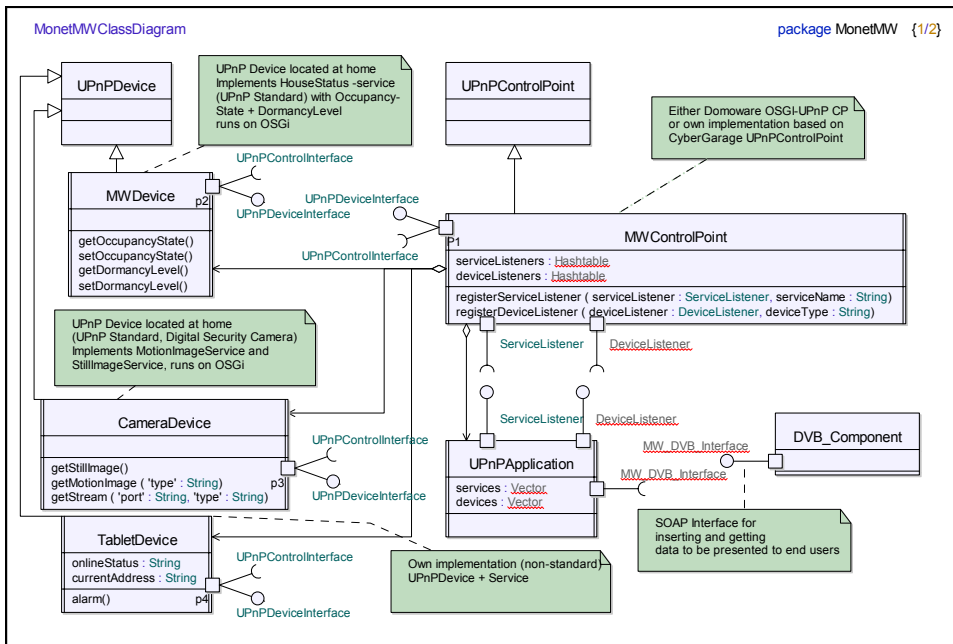 MonetMWClassDiagram
package MonetMW {1/2}
UPnPDevice
UPnP Device located at home
Implements HouseStatus -service
(UPnP Standard) with Occupancy-
State + DormancyLevel
runs on OSGi
UPnPControlPoint
Either Domoware OSGI-UPnP CP
or own implementation based on
CyberGarage UPnPControlPoint
UPnPControlInterface
MWDevice
p2
UPnPDeviceInterface
getOccupancyState()
setOccupancyState()
getDormancyLevel()
setDormancyLevel()
UPnPDeviceInterface
UPnPControlInterface
P1
MWControlPoint
serviceListeners : Hashtable
deviceListeners : Hashtable
registerServiceListener ( serviceListener : ServiceListener, serviceName : String)
registerDeviceListener ( deviceListener : DeviceListener, deviceType : String)
UPnP Device located at home
(UPnP Standard, Digital Security Camera)
Implements MotionImageService and
StillImageService, runs on OSGi
ServiceListener
DeviceListener
ServiceListener
DeviceListener
CameraDevice
getStillImage()
getMotionImage ( 'type' : String)
getStream ( 'port' : String, 'type' : String)
p3
UPnPControlInterface
UPnPDeviceInterface
UPnPApplication
services : Vector
devices : Vector
MW_DVB_Interface
MW_DVB_Interface
DVB_Component
SOAP Interface for
inserting and getting
data to be presented to end users
TabletDevice
onlineStatus : String
currentAddress : String
alarm()
p4
UPnPControlInterface
UPnPDeviceInterface
Own implementation (non-standard)
UPnPDevice + Service